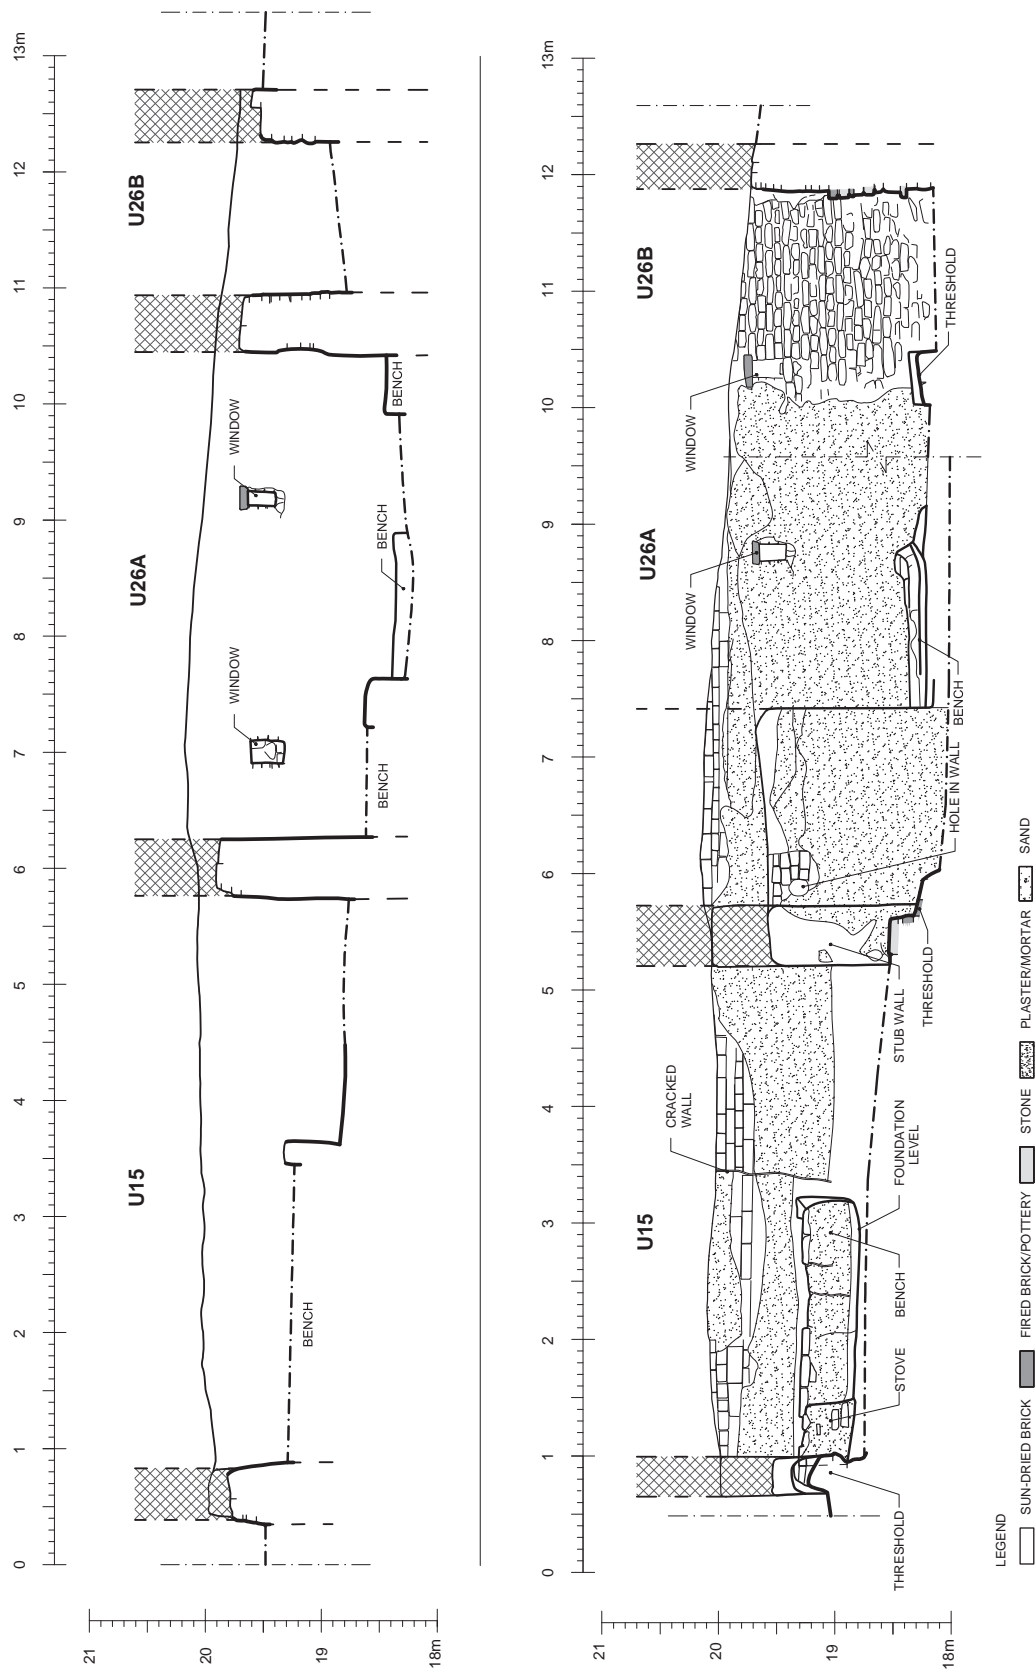 21
20
19
18m
0
1
2
3
4
5
6
7
8
9
10
11
12
13m
U15
U26A
U26B
BENCH
BENCH
WINDOW
BENCH
WINDOW
BENCH
21
20
19
18m
0
1
2
3
4
5
6
7
8
9
10
11
12
13m
U15
U26A
U26B
CRACKED
WALL
WINDOW
WINDOW
THRESHOLD
STOVE
BENCH
FOUNDATION
LEVEL
STUB WALL
THRESHOLD
HOLE IN WALL
BENCH
THRESHOLD
LEGEND
SUN-DRIED BRICK
FIRED BRICK/POTTERY
STONE
PLASTER/MORTAR
SAND